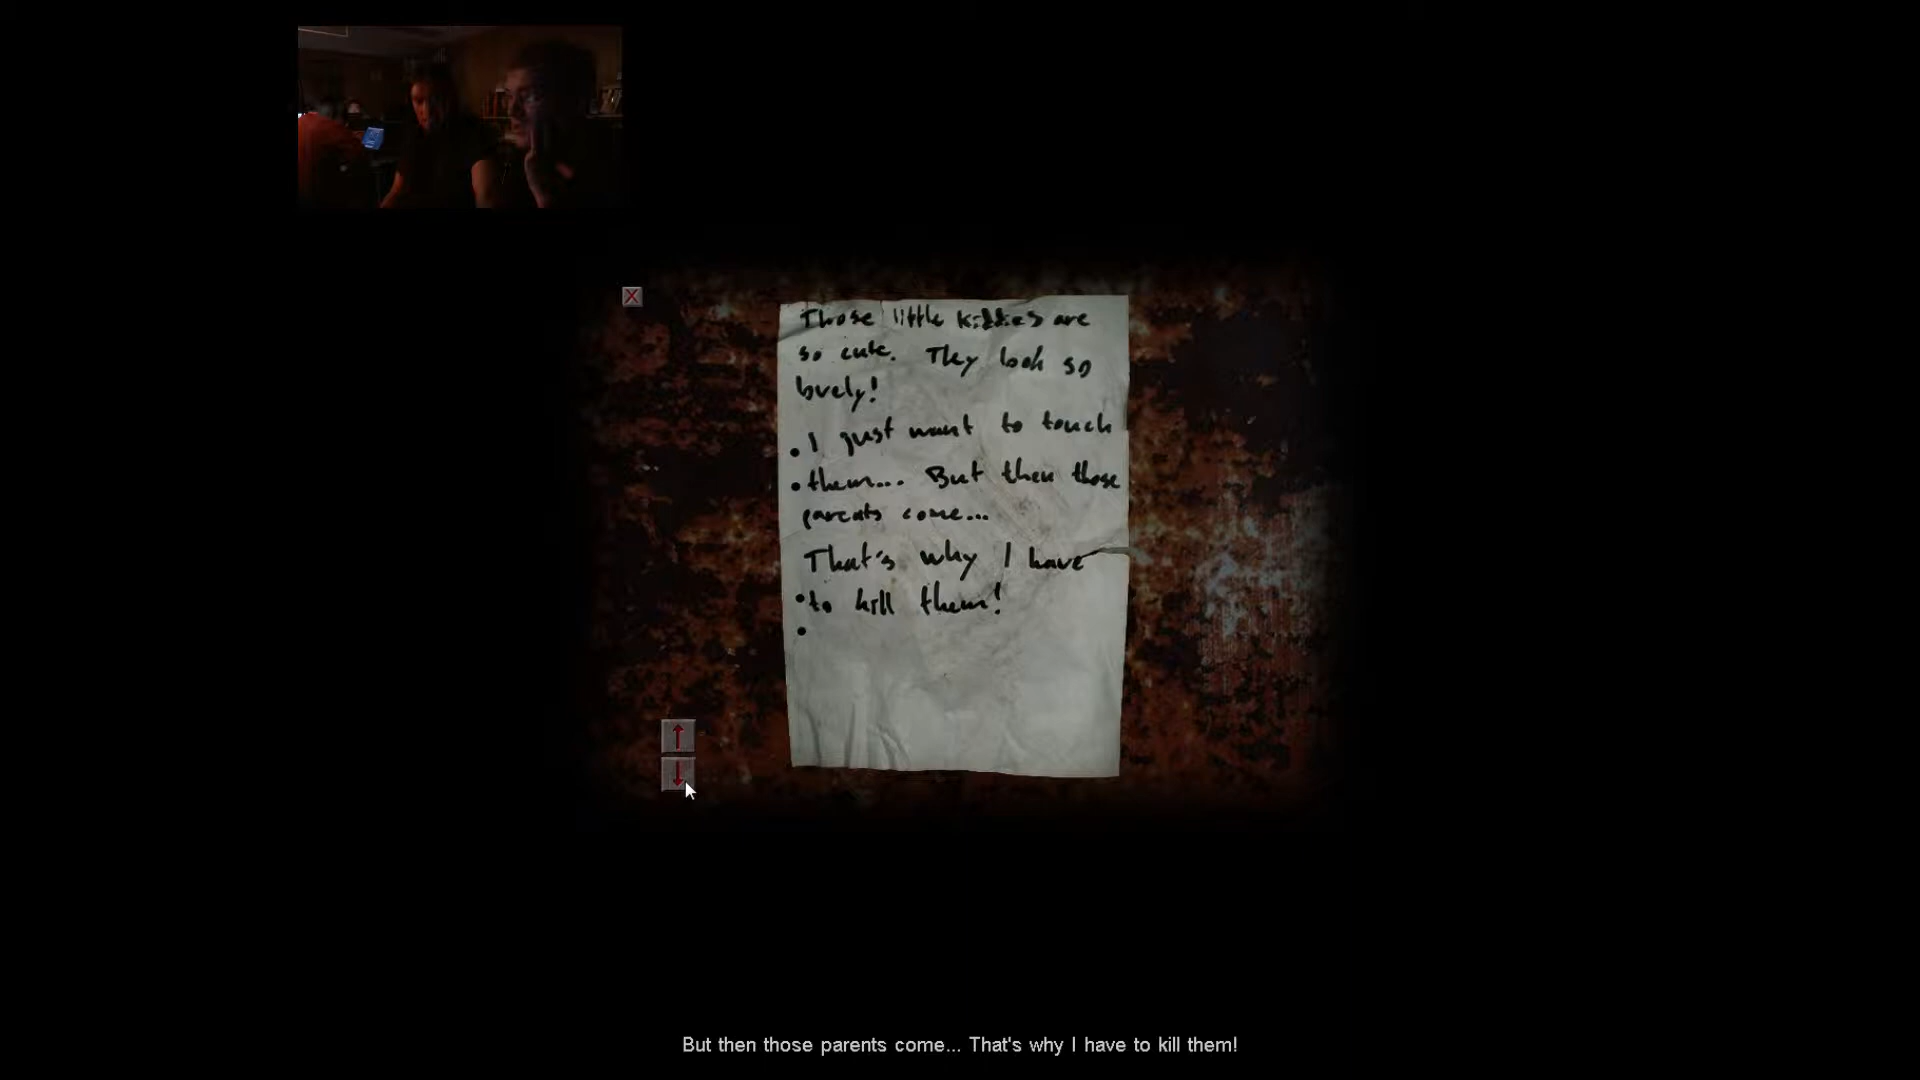 Those little kiddies are
so cute. They look so
lovely!
I just want to touch
them... But then those
parents come...
That's why I have
to kill them!
But then those parents come... That's why I have to kill them!